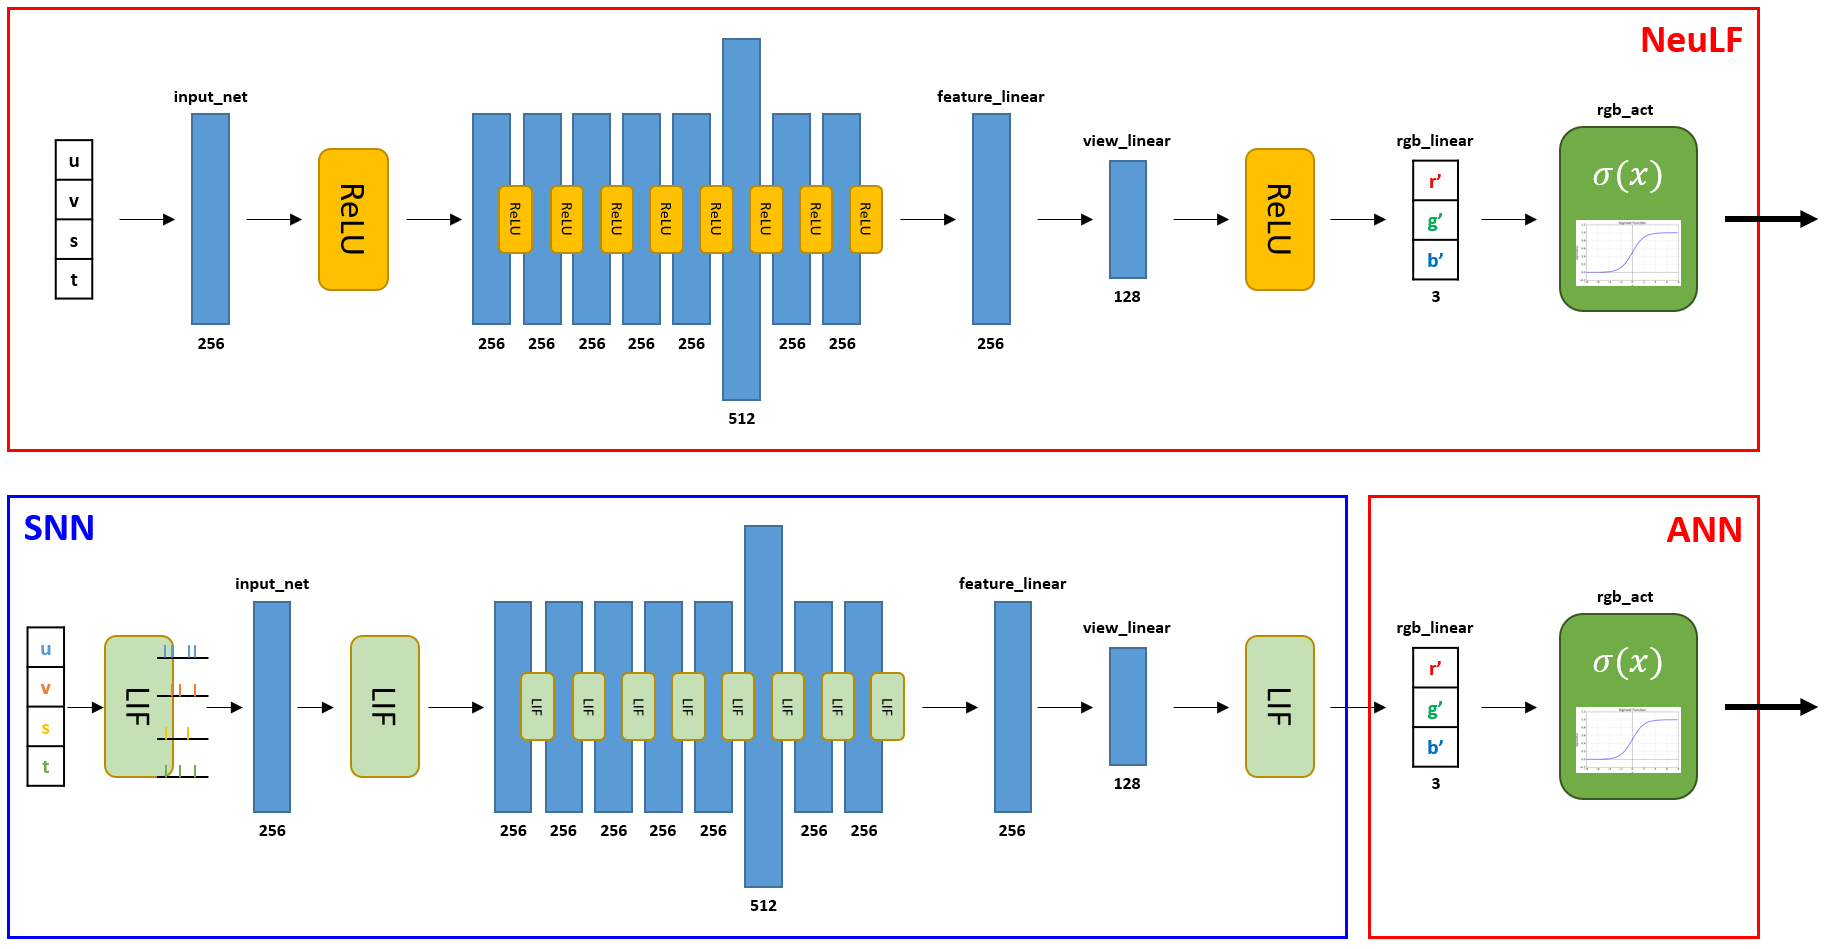 NeuLF
input_net
feature_linear
view_linear
rgb_linear
rgb_act
u
v
s
t
ReLU
ReLU
ReLU
ReLU
ReLU
ReLU
ReLU
ReLU
ReLU
ReLU
r’
g’
b’
σ(x)
256
256
256
256
256
256
512
256
256
256
128
3
SNN
input_net
feature_linear
view_linear
u
v
s
t
LIF
LIF
LIF
LIF
LIF
LIF
LIF
LIF
LIF
LIF
LIF
256
256
256
256
256
256
512
256
256
256
128
ANN
rgb_linear
rgb_act
r’
g’
b’
σ(x)
3